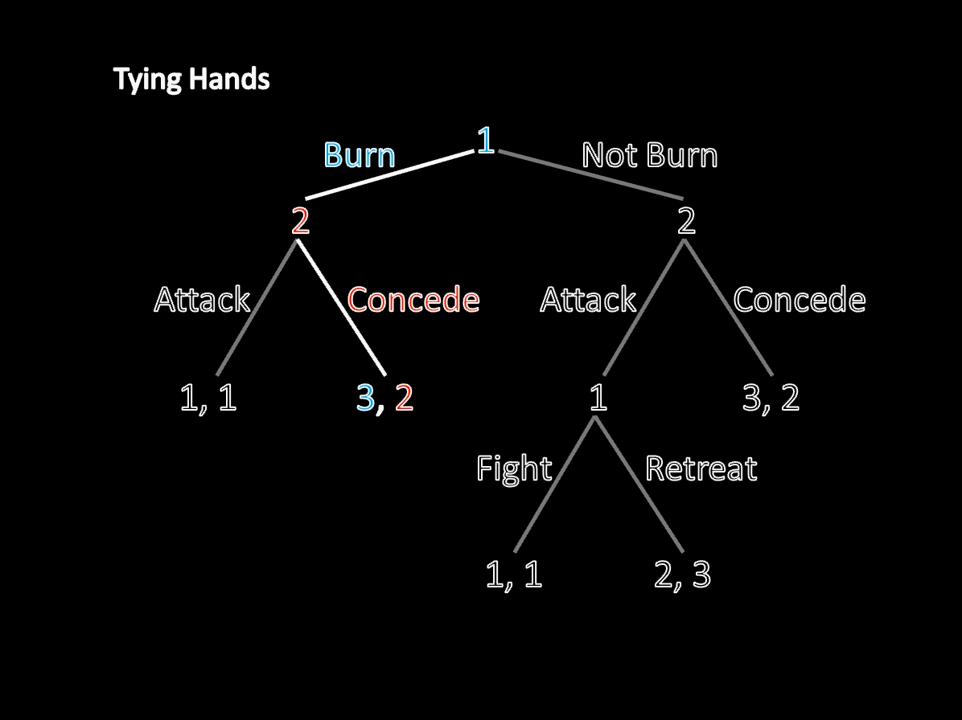 Tying Hands
1
Burn
Not Burn
2
2
Attack
Concede
Attack
Concede
1, 1
3, 2
1
3, 2
Fight
Retreat
1, 1
2, 3